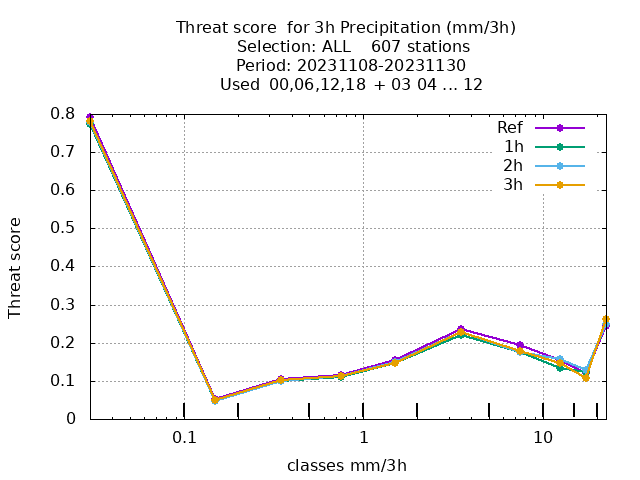 Threat score  for 3h Precipitation (mm/3h)
Selection: ALL    607 stations
Period: 20231108-20231130
Used  00,06,12,18  + 03 04 ... 12
Ref
1h
2h
3h
0.8
0.7
0.6
0.5
0.4
0.3
0.2
0.1
0
Threat score
0.1 1 10
classes mm/3h